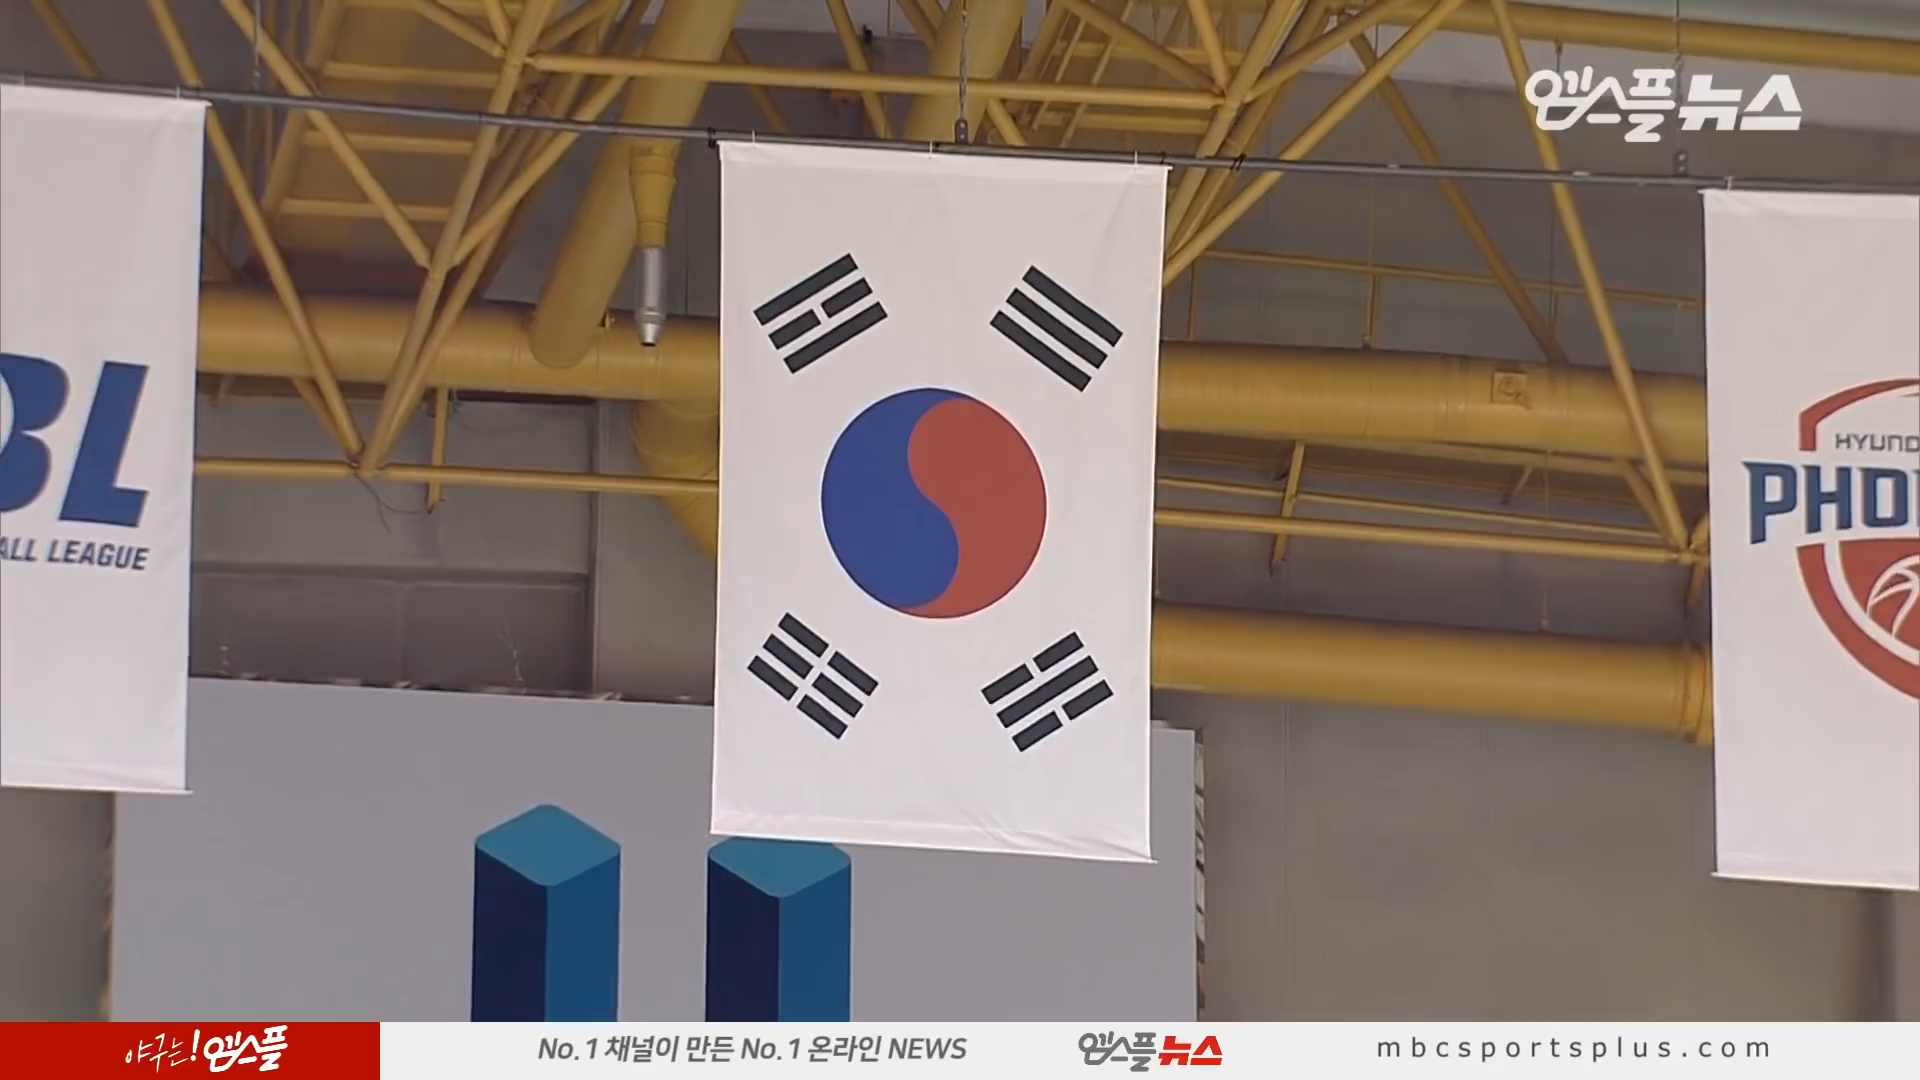 엠스플뉴스
BL
ALL LEAGUE
HYUND
PHO
야구는! 엠스플
No.1 채널이 만든 No.1 온라인 NEWS
엠스플뉴스
mbcsportsplus.com